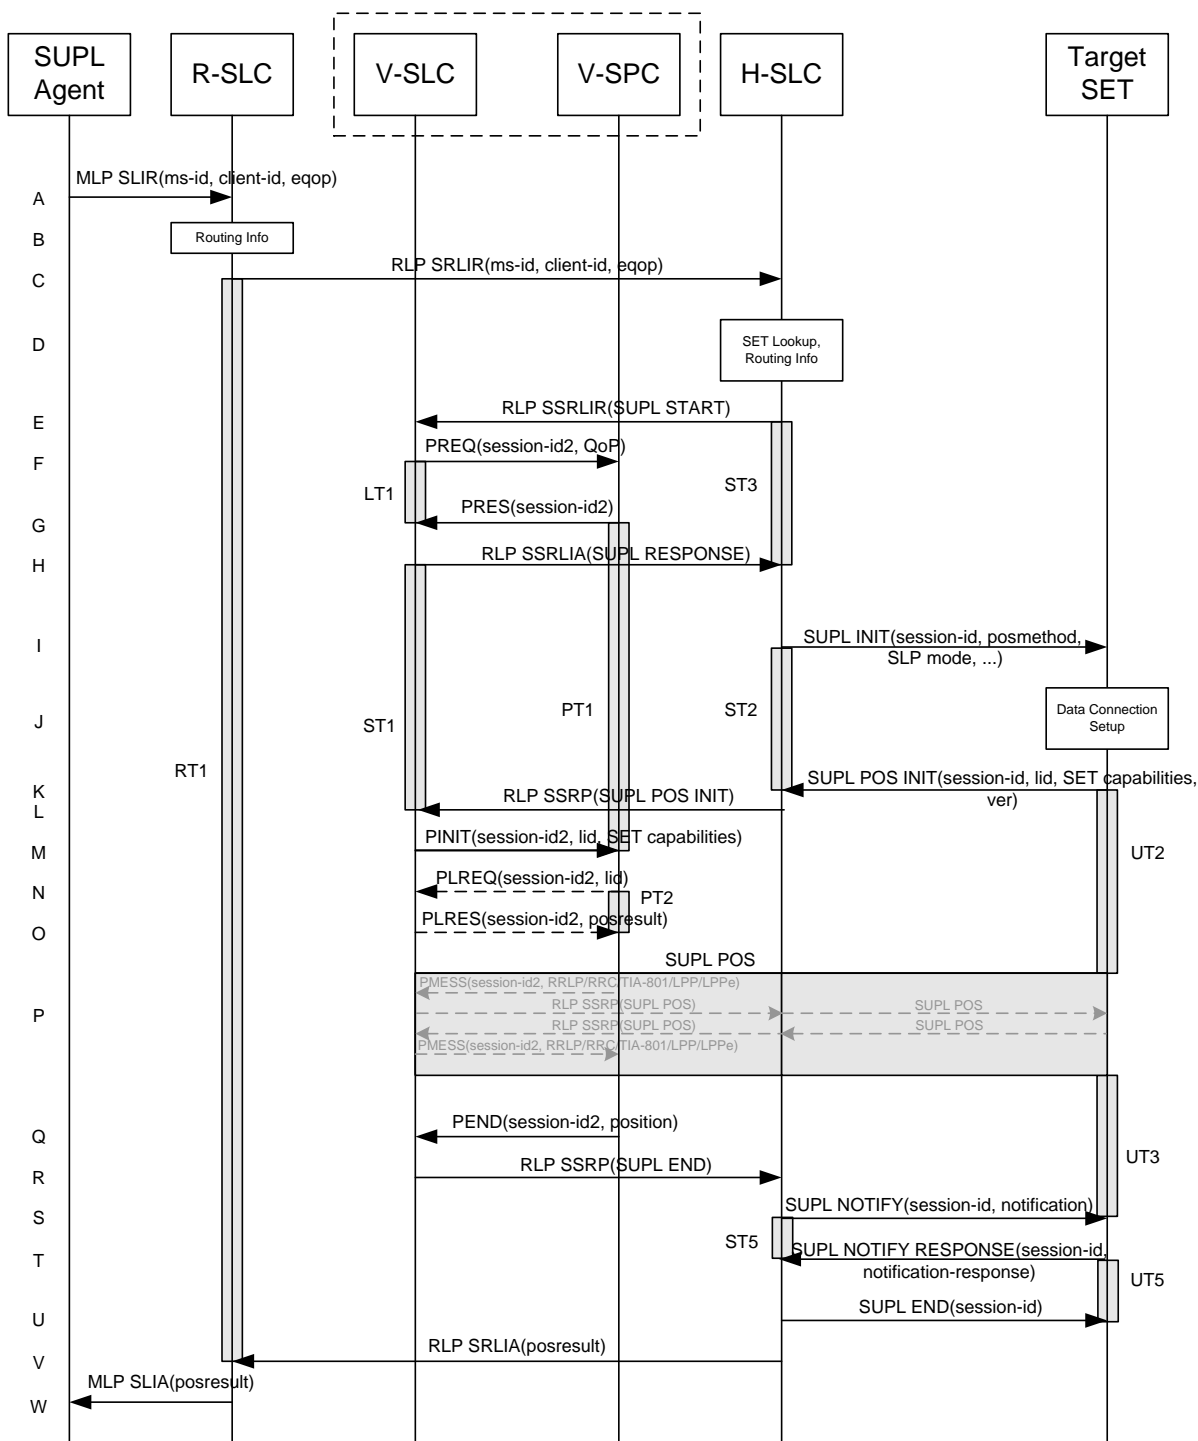 SUPL
Agent
R-SLC
V-SLC
V-SPC
H-SLC
Target
SET
A
MLP SLIR(ms-id, client-id, eqop)
B
Routing Info
C
RLP SRLIR(ms-id, client-id, eqop)
D
SET Lookup,
Routing Info
E
RLP SSRLIR(SUPL START)
F
PREQ(session-id2, QoP)
LT1
ST3
G
PRES(session-id2)
H
RLP SSRLIA(SUPL RESPONSE)
I
SUPL INIT(session-id, posmethod,
SLP mode, ...)
J
ST1
PT1
ST2
Data Connection
Setup
RT1
K
SUPL POS INIT(session-id, lid, SET capabilities,
ver)
L
RLP SSRP(SUPL POS INIT)
M
PINIT(session-id2, lid, SET capabilities)
UT2
N
PLREQ(session-id2, lid)
PT2
O
PLRES(session-id2, posresult)
SUPL POS
PMESS(session-id2, RRLP/RRC/TIA-801/LPP/LPPe)
P
RLP SSRP(SUPL POS)
SUPL POS
RLP SSRP(SUPL POS)
SUPL POS
PMESS(session-id2, RRLP/RRC/TIA-801/LPP/LPPe)
Q
PEND(session-id2, position)
R
RLP SSRP(SUPL END)
UT3
S
SUPL NOTIFY(session-id, notification)
ST5
T
SUPL NOTIFY RESPONSE(session-id,
notification-response)
UT5
U
SUPL END(session-id)
V
RLP SRLIA(posresult)
W
MLP SLIA(posresult)